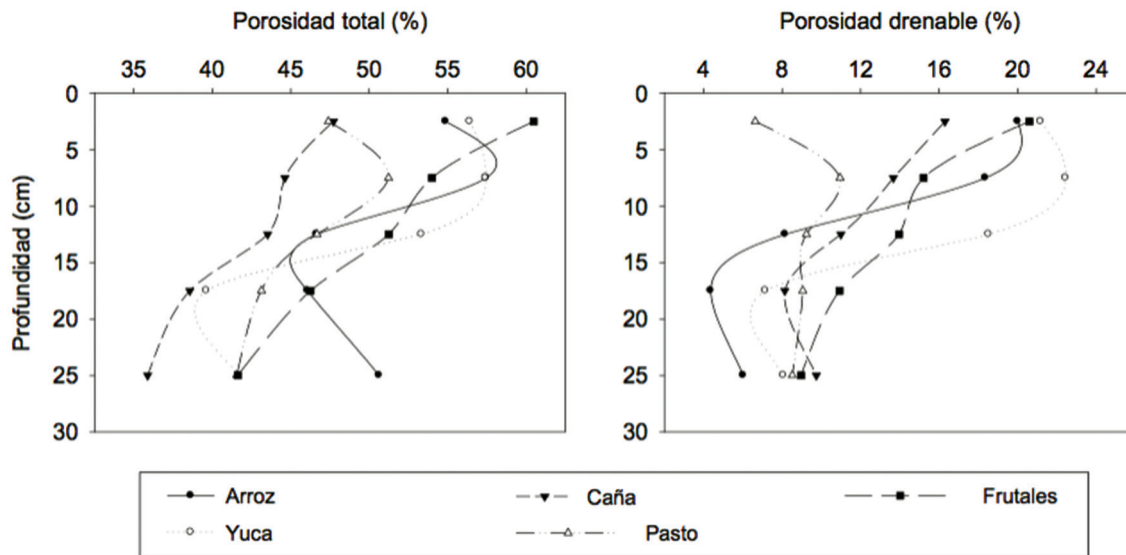 Porosidad total (%)
Porosidad drenable (%)
35 40 45 50 55 60
4 8 12 16 20 24
Profundidad (cm)
0
5
10
15
20
25
30
0
5
10
15
20
25
30
Arroz
Caña
Frutales
Yuca
Pasto